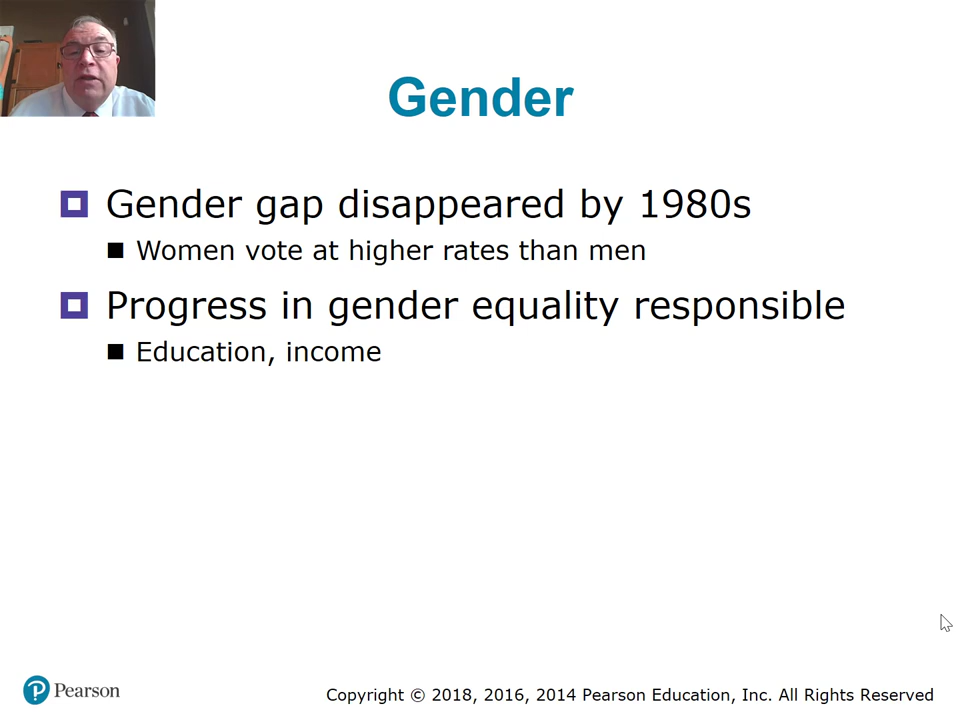 Gender
Gender gap disappeared by 1980s
Women vote at higher rates than men
Progress in gender equality responsible
Education, income
Pearson
Copyright © 2018, 2016, 2014 Pearson Education, Inc. All Rights Reserved